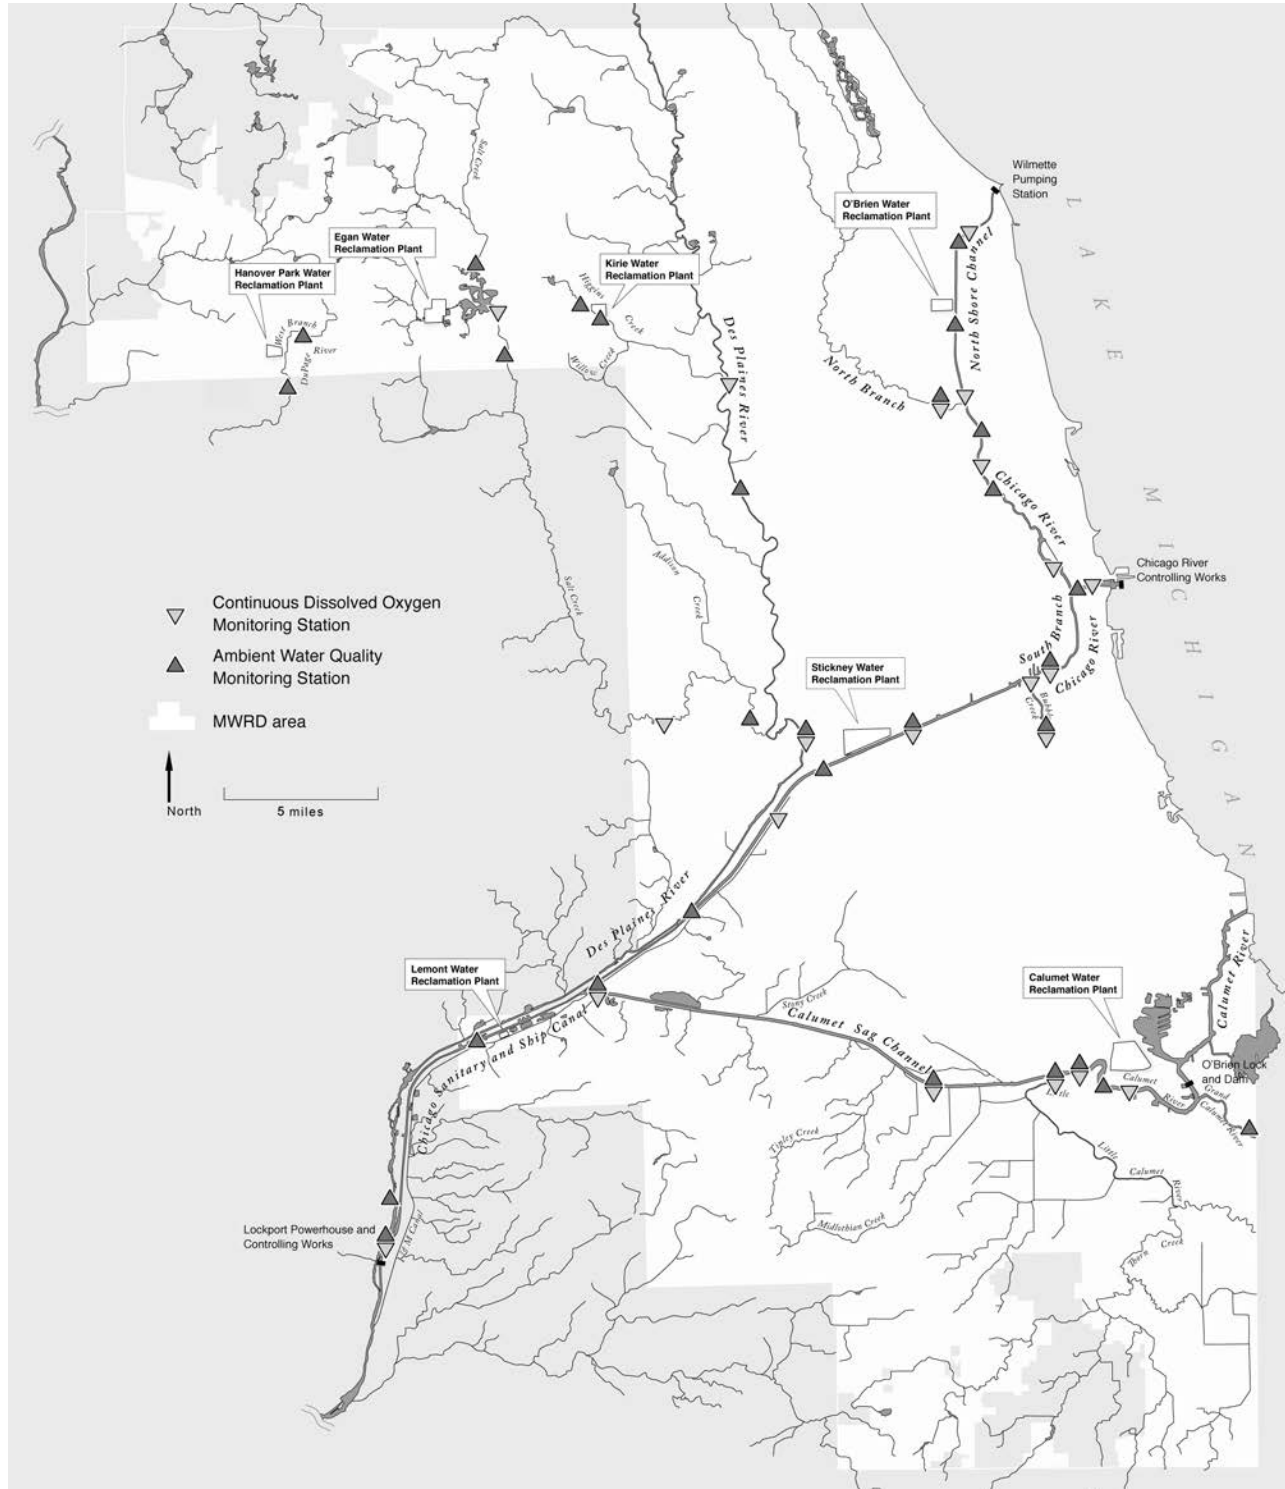 Wilmette
Pumping
Station
O'Brien Water
Reclamation Plant
Salt Creek
Egan Water
Reclamation Plant
Kirie Water
Reclamation Plant
Hanover Park Water
Reclamation Plant
North Shore Channel
L A K E
Higgins
Creek
West Branch
DuPage River
Willow Creek
Des Plaines River
North Branch
Chicago River
M I C H I G A N
Addison
Creek
Salt Creek
Chicago River
Controlling Works
Continuous Dissolved Oxygen
Monitoring Station
Ambient Water Quality
Monitoring Station
MWRD area
North
5 miles
South Branch
Chicago River
Stickney Water
Reclamation Plant
Bubbly
Creek
Des Plaines River
Lemont Water
Reclamation Plant
Calumet Water
Reclamation Plant
Calumet River
Stony Creek
Calumet Sag Channel
Chicago Sanitary and Ship Canal
O'Brien Lock
and Dam
Little
Calumet
River
Grand
Calumet River
Tinley Creek
Little
Calumet
River
Midlothian Creek
Thorn Creek
Lockport Powerhouse and
Controlling Works
I & M Canal